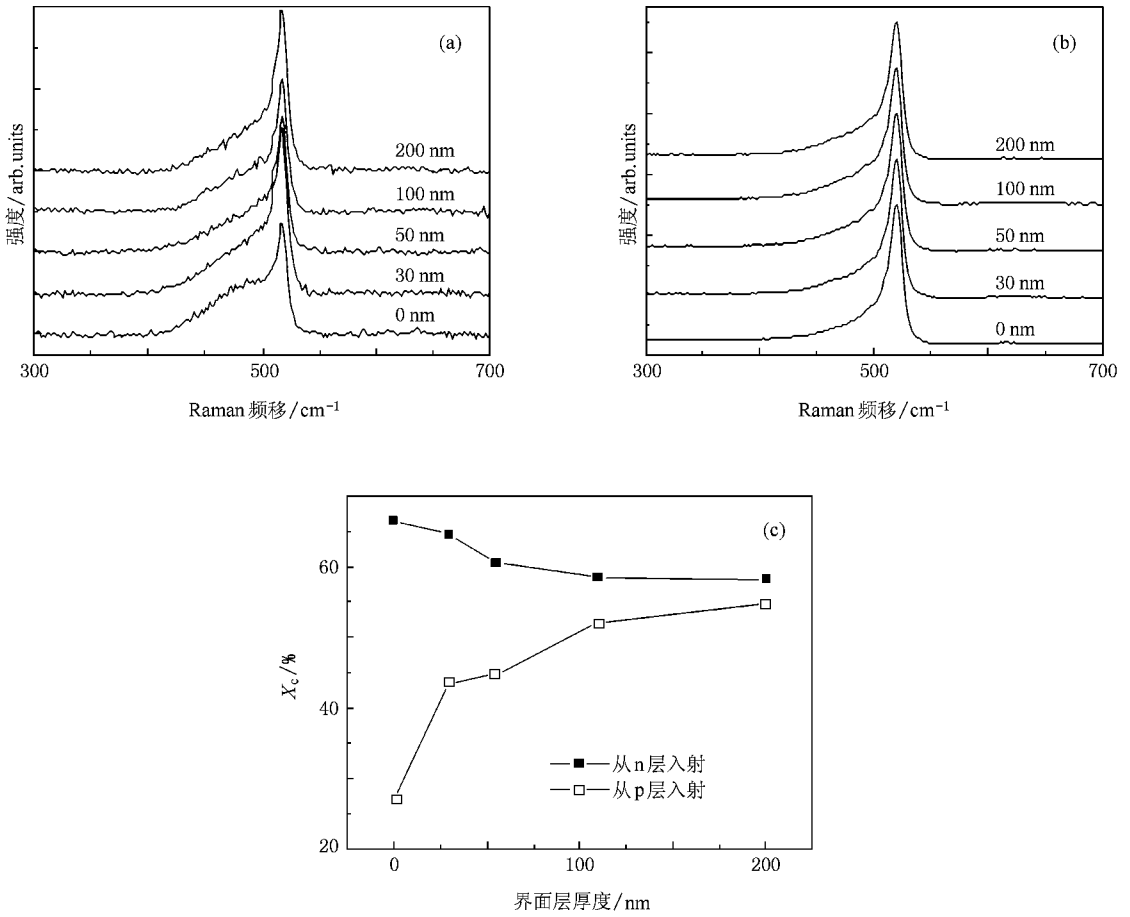 (a)
200 nm
100 nm
50 nm
30 nm
0 nm
强度/arb. units
300 500 700
Raman 频移/cm⁻¹
(b)
200 nm
100 nm
50 nm
30 nm
0 nm
强度/arb. units
300 500 700
Raman 频移/cm⁻¹
(c)
60
40
20
Xc/%
从n层入射
从p层入射
0 100 200
界面层厚度/nm